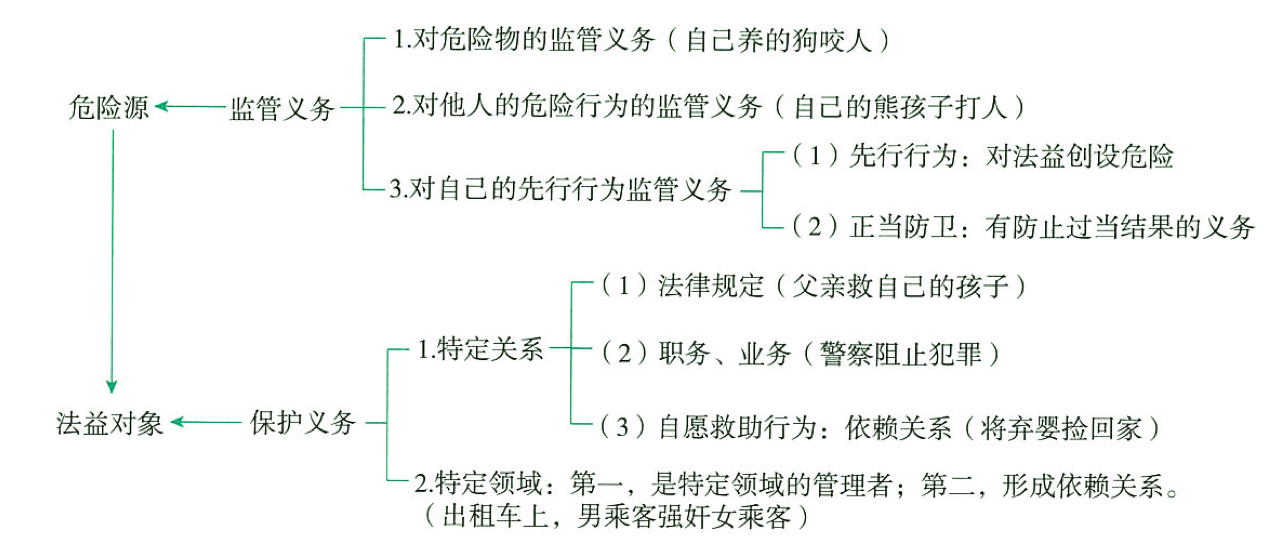 1.对危险物的监管义务（自己养的狗咬人）
危险源
监管义务
2.对他人的危险行为的监管义务（自己的熊孩子打人）
（1）先行行为：对法益创设危险
3.对自己的先行行为监管义务
（2）正当防卫：有防止过当结果的义务
（1）法律规定（父亲救自己的孩子）
1.特定关系
（2）职务、业务（警察阻止犯罪）
法益对象
保护义务
（3）自愿救助行为：依赖关系（将弃婴捡回家）
2.特定领域：第一，是特定领域的管理者；第二，形成依赖关系。
（出租车上，男乘客强奸女乘客）